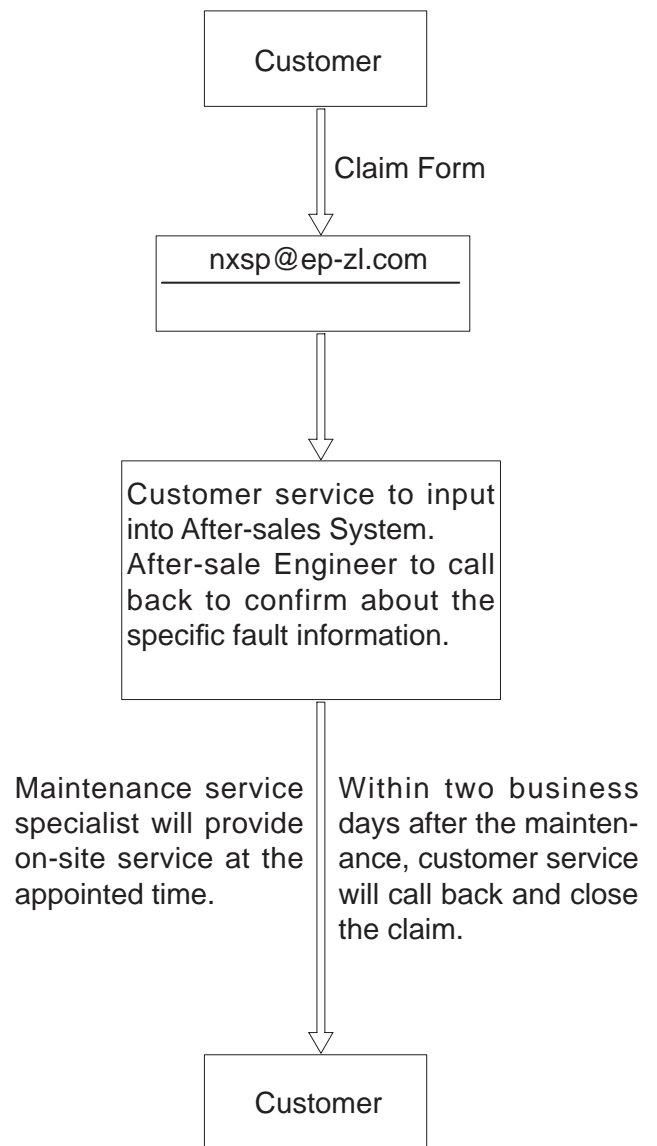 Customer
Claim Form
nxsp@ep-zl.com
Customer service to input
into After-sales System.
After-sale Engineer to call
back to confirm about the
specific fault information.
Maintenance service
specialist will provide
on-site service at the
appointed time.
Within two business
days after the mainten-
ance, customer service
will call back and close
the claim.
Customer